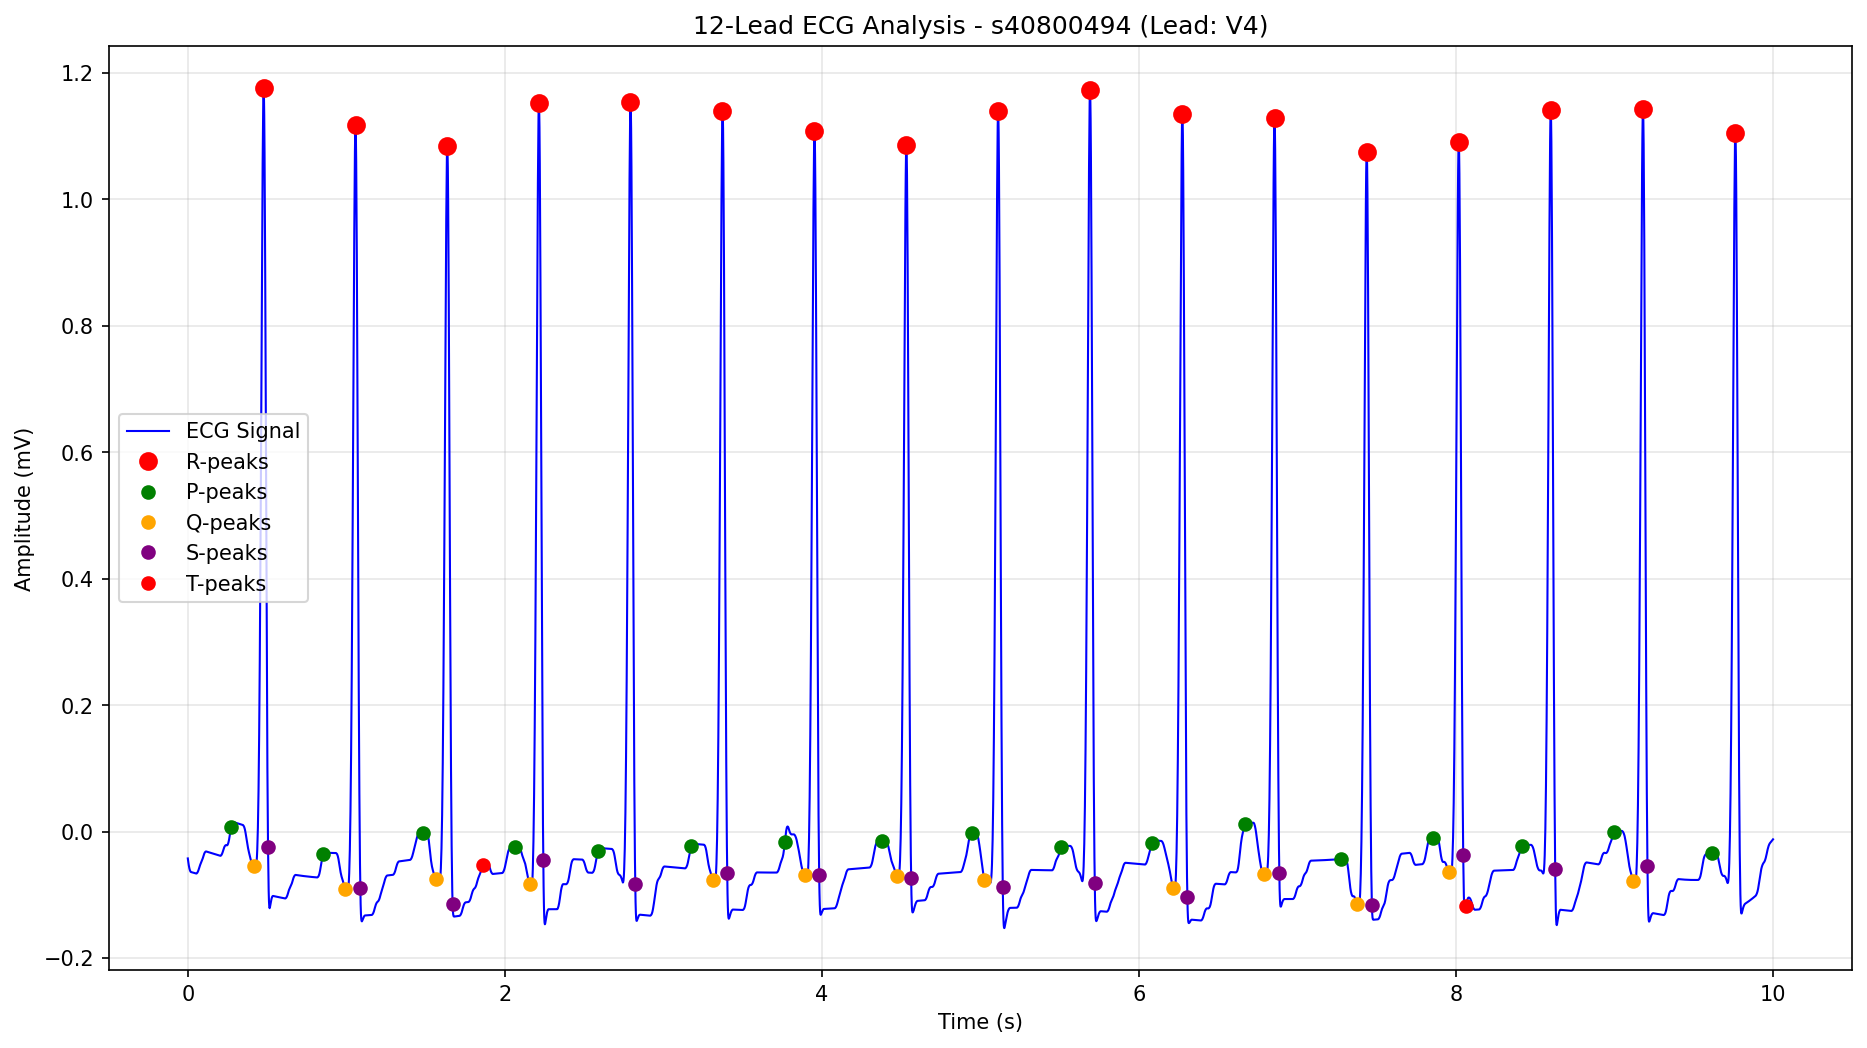 12-Lead ECG Analysis - s40800494 (Lead: V4)
1.2
1.0
0.8
0.6
0.4
0.2
0.0
−0.2
Amplitude (mV)
ECG Signal
R-peaks
P-peaks
Q-peaks
S-peaks
T-peaks
0 2 4 6 8 10
Time (s)